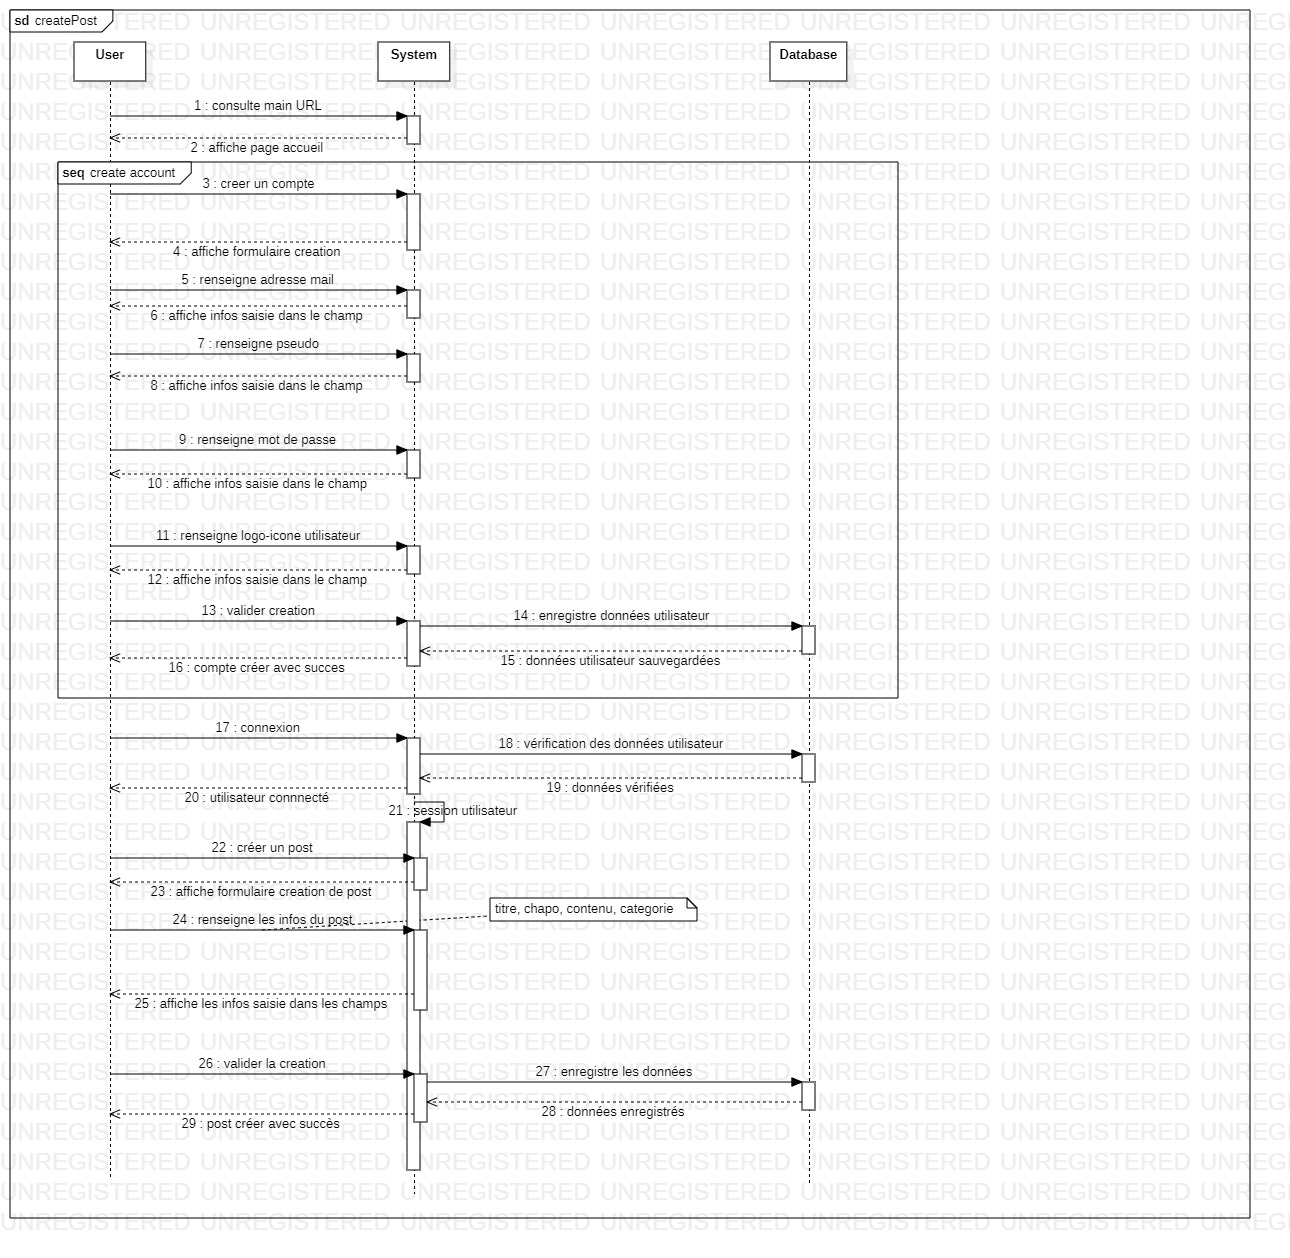 sd createPost
User
System
Database
1 : consulte main URL
2 : affiche page accueil
seq create account
3 : creer un compte
4 : affiche formulaire creation
5 : renseigne adresse mail
6 : affiche infos saisie dans le champ
7 : renseigne pseudo
8 : affiche infos saisie dans le champ
9 : renseigne mot de passe
10 : affiche infos saisie dans le champ
11 : renseigne logo-icone utilisateur
12 : affiche infos saisie dans le champ
13 : valider creation
14 : enregistre données utilisateur
15 : données utilisateur sauvegardées
16 : compte créer avec succes
17 : connexion
18 : vérification des données utilisateur
19 : données vérifiées
20 : utilisateur connnecté
21 : session utilisateur
22 : créer un post
23 : affiche formulaire creation de post
titre, chapo, contenu, categorie
24 : renseigne les infos du post
25 : affiche les infos saisie dans les champs
26 : valider la creation
27 : enregistre les données
28 : données enregistrés
29 : post créer avec succès
UNREGISTERED